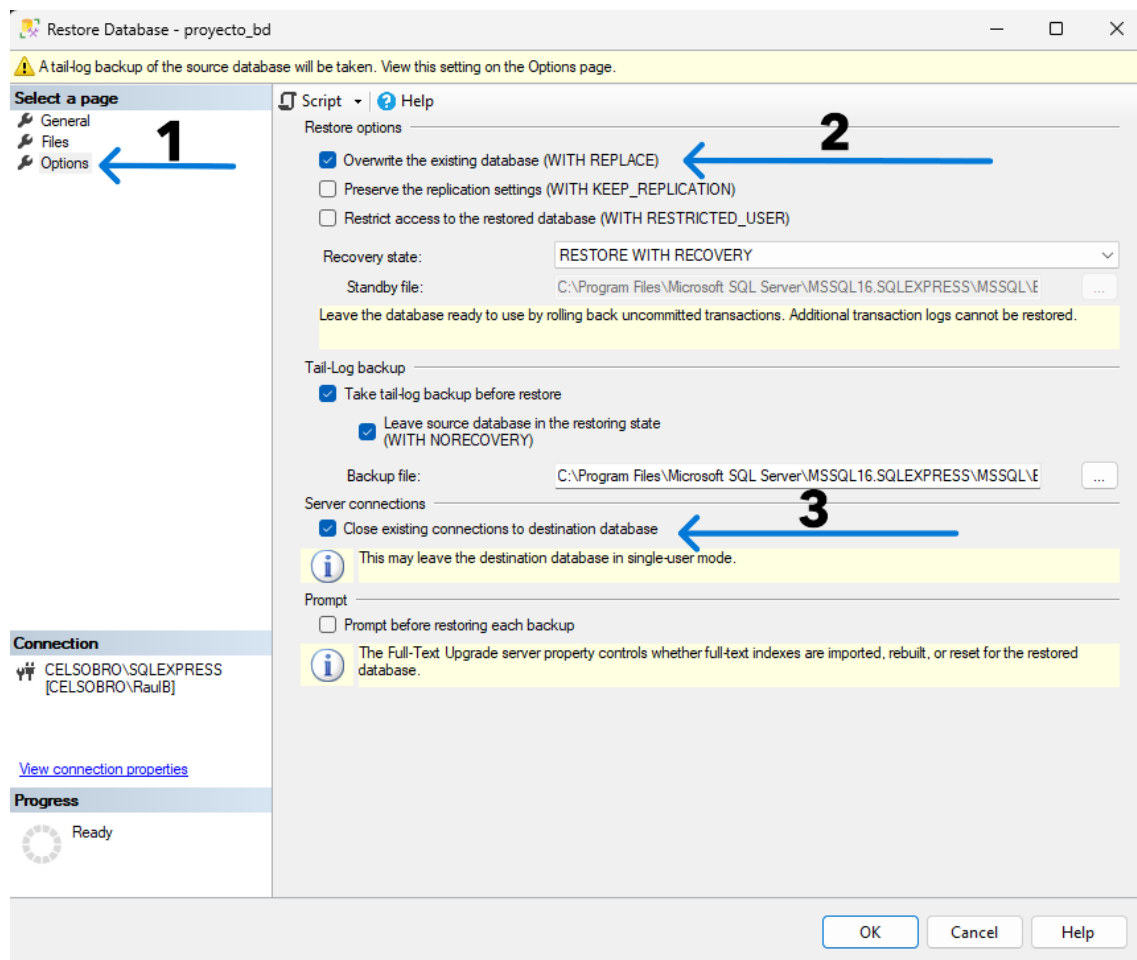 Restore Database - proyecto_bd
A tail-log backup of the source database will be taken. View this setting on the Options page.
Select a page
General
Files
Options
1
Script
Help
Restore options
2
Overwrite the existing database (WITH REPLACE)
Preserve the replication settings (WITH KEEP_REPLICATION)
Restrict access to the restored database (WITH RESTRICTED_USER)
Recovery state:
RESTORE WITH RECOVERY
Standby file:
C:\Program Files\Microsoft SQL Server\MSSQL16.SQLEXPRESS\MSSQL\E
...
Leave the database ready to use by rolling back uncommitted transactions. Additional transaction logs cannot be restored.
Tail-Log backup
Take tail-log backup before restore
Leave source database in the restoring state
(WITH NORECOVERY)
Backup file:
C:\Program Files\Microsoft SQL Server\MSSQL16.SQLEXPRESS\MSSQL\E
...
Server connections
3
Close existing connections to destination database
This may leave the destination database in single-user mode.
Prompt
Prompt before restoring each backup
The Full-Text Upgrade server property controls whether full-text indexes are imported, rebuilt, or reset for the restored
database.
Connection
CELSOBRO\SQLEXPRESS
[CELSOBRO\RaulB]
View connection properties
Progress
Ready
OK
Cancel
Help